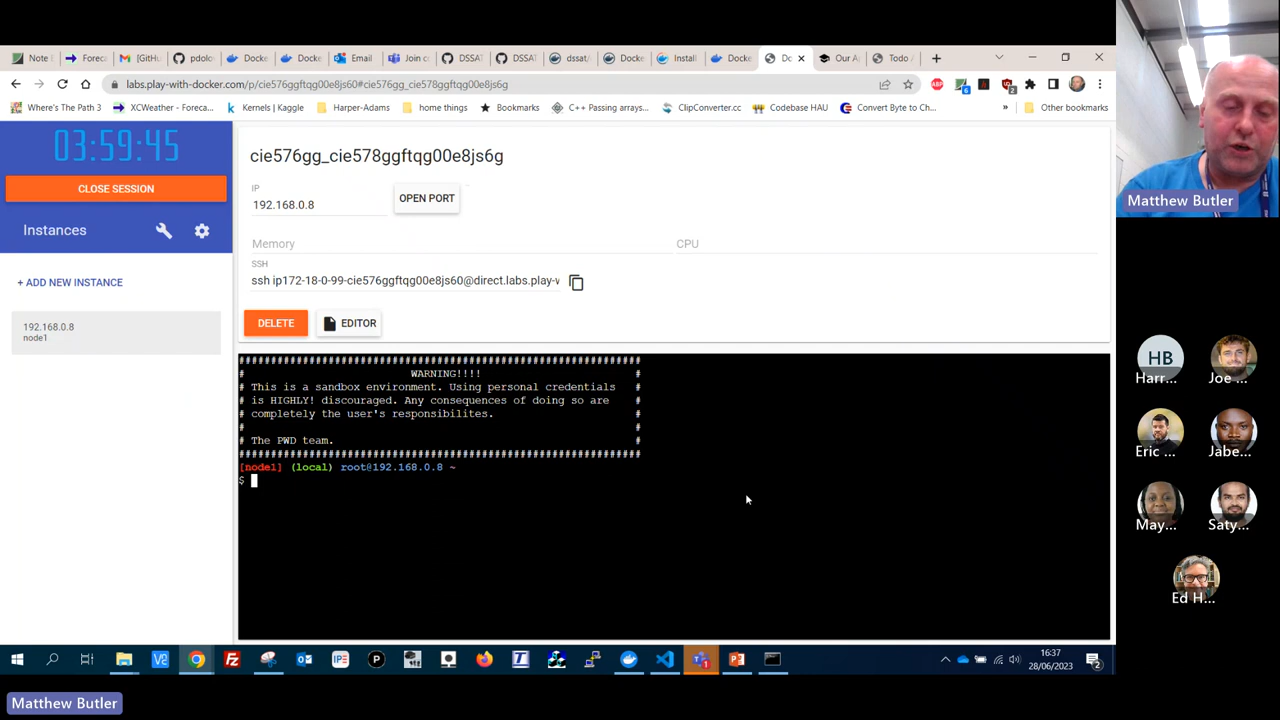 Note
Foreca
[GitHu
pdolo
Docke
Docke
Email
Join c
DSSAT
DSSAT
dssat/
Docke
Instal
Docke
Dc
Our A
Todo
labs.play-with-docker.com/p/cie576ggftqg00e8js60#cie576gg_cie578ggftqg00e8js6g
Where's The Path 3
XCWeather - Foreca...
Kernels | Kaggle
Harper-Adams
home things
Bookmarks
C++ Passing arrays...
ClipConverter.cc
Codebase HAU
Convert Byte to Ch...
»
Other bookmarks
03:59:45
CLOSE SESSION
Instances
+ ADD NEW INSTANCE
192.168.0.8
node1
cie576gg_cie578ggftqg00e8js6g
IP
192.168.0.8
OPEN PORT
Memory
CPU
SSH
ssh ip172-18-0-99-cie576ggftqg00e8js60@direct.labs.play-w
DELETE
EDITOR
###############################################################
# WARNING!!!! #
# This is a sandbox environment. Using personal credentials #
# is HIGHLY! discouraged. Any consequences of doing so are #
# completely the user's responsibilites. #
# #
# The PWD team. #
###############################################################
[node1] (local) root@192.168.0.8 ~
$
Matthew Butler
HB
Harr...
Joe ...
Eric ...
Jabe...
May...
Saty...
Ed H...
16:37
28/06/2023
Matthew Butler